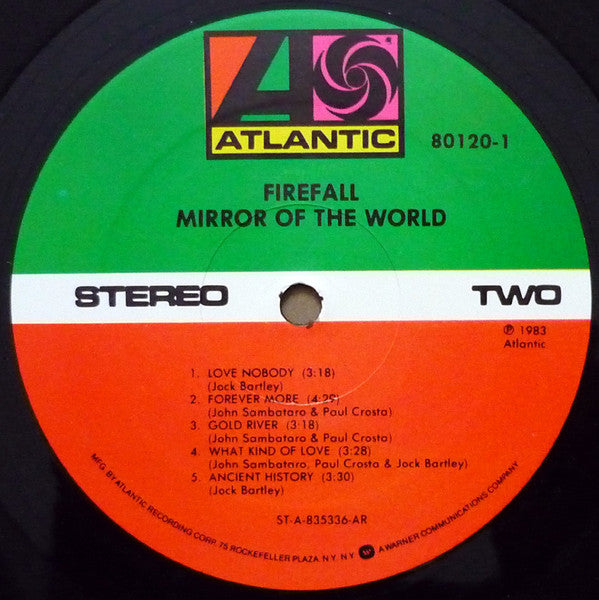 ATLANTIC
80120-1
FIREFALL
MIRROR OF THE WORLD
STEREO TWO
℗ 1983
Atlantic
1. LOVE NOBODY (3:18)
(Jock Bartley)
2. FOREVER MORE (4:29)
(John Sambataro & Paul Crosta)
3. GOLD RIVER (3:18)
(John Sambataro & Paul Crosta)
4. WHAT KIND OF LOVE (3:28)
(John Sambataro, Paul Crosta & Jock Bartley)
5. ANCIENT HISTORY (3:30)
(Jock Bartley)
ST-A-835336-AR
MFG. BY ATLANTIC RECORDING CORP. 75 ROCKEFELLER PLAZA, N.Y. N.Y. A WARNER COMMUNICATIONS COMPANY